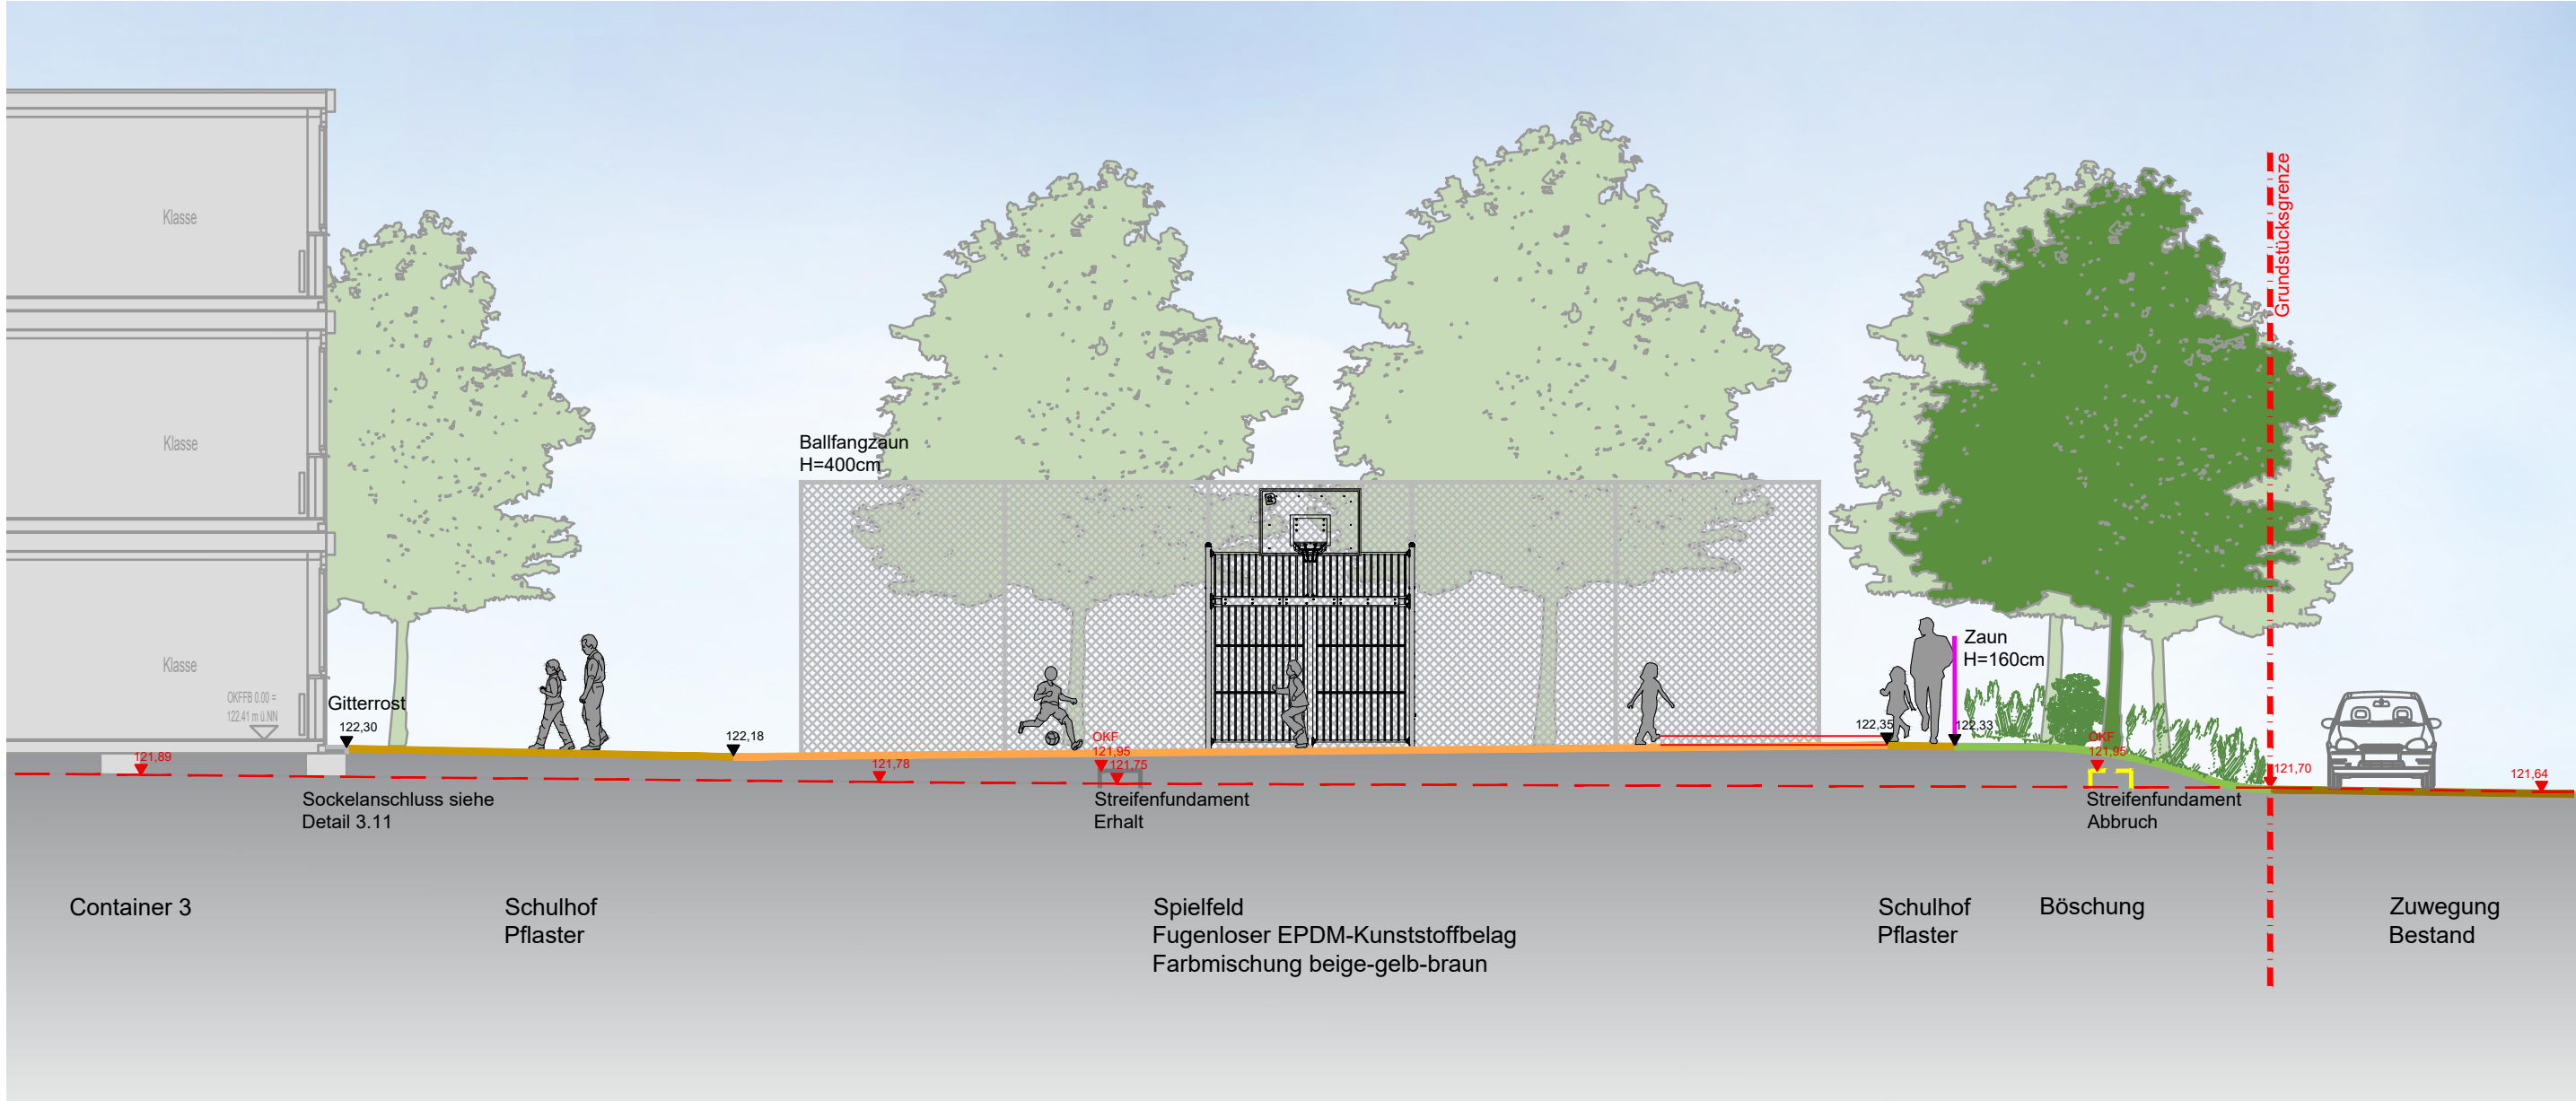 Klasse
Klasse
Klasse
OKFFB 0.00 =
122.41 m ü.NN
Gitterrost
122,30
121,89
Sockelanschluss siehe
Detail 3.11
122,18
Ballfangzaun
H=400cm
121,78
OKF
121,95
121,75
Streifenfundament
Erhalt
122,35
Zaun
H=160cm
122,33
OKF
121,95
Streifenfundament
Abbruch
Grundstücksgrenze
121,70
121,64
Container 3
Schulhof
Pflaster
Spielfeld
Fugenloser EPDM-Kunststoffbelag
Farbmischung beige-gelb-braun
Schulhof
Pflaster
Böschung
Zuwegung
Bestand